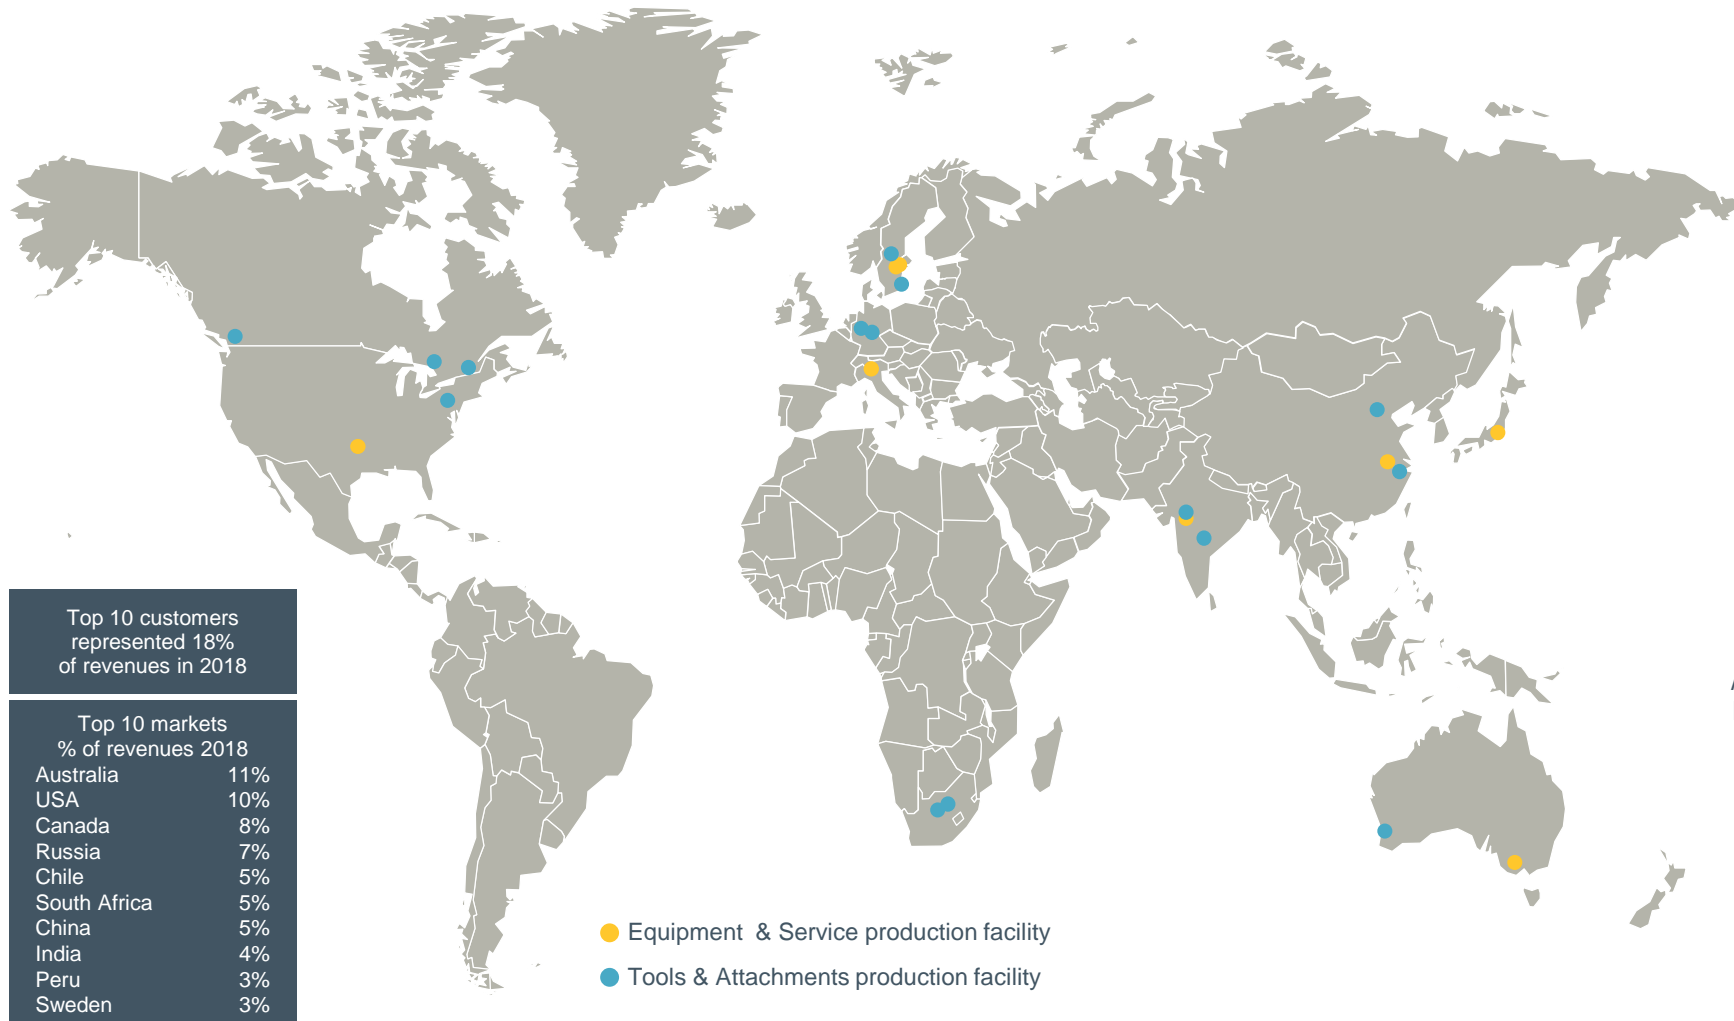 Top 10 customers
represented 18%
of revenues in 2018
Top 10 markets
% of revenues 2018
Australia 11%
USA 10%
Canada 8%
Russia 7%
Chile 5%
South Africa 5%
China 5%
India 4%
Peru 3%
Sweden 3%
Equipment & Service production facility
Tools & Attachments production facility